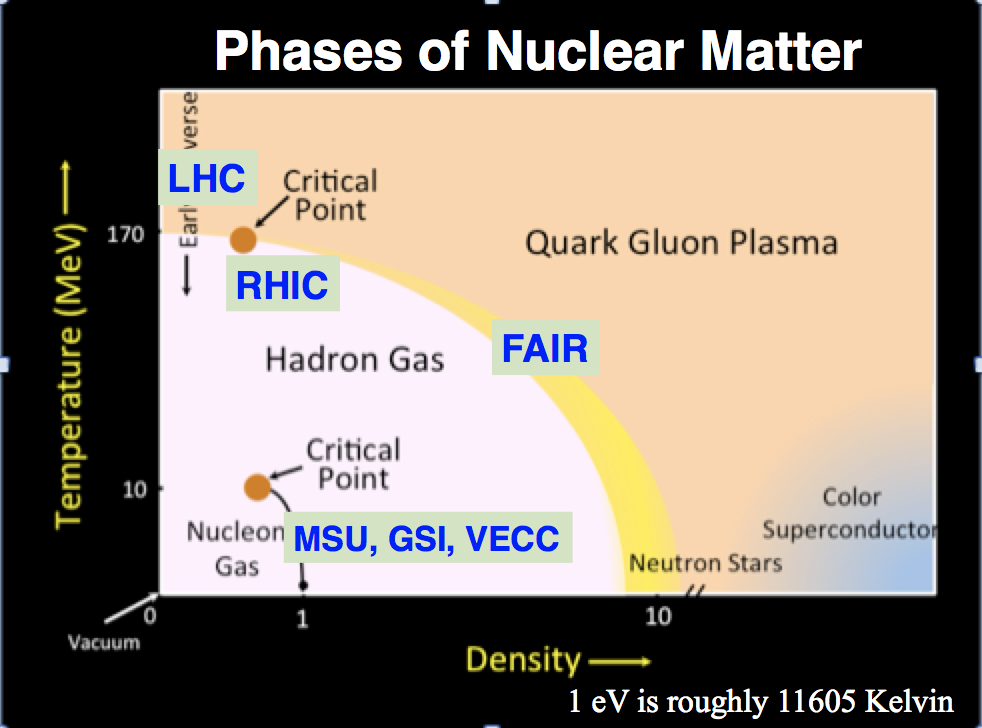 Phases of Nuclear Matter
LHC
Critical
Point
170
Quark Gluon Plasma
RHIC
FAIR
Hadron Gas
Temperature (MeV)
Critical
Point
10
Color
Superconductor
Nucleon
Gas
MSU, GSI, VECC
Neutron Stars
0
1
10
Vacuum
Density
1 eV is roughly 11605 Kelvin